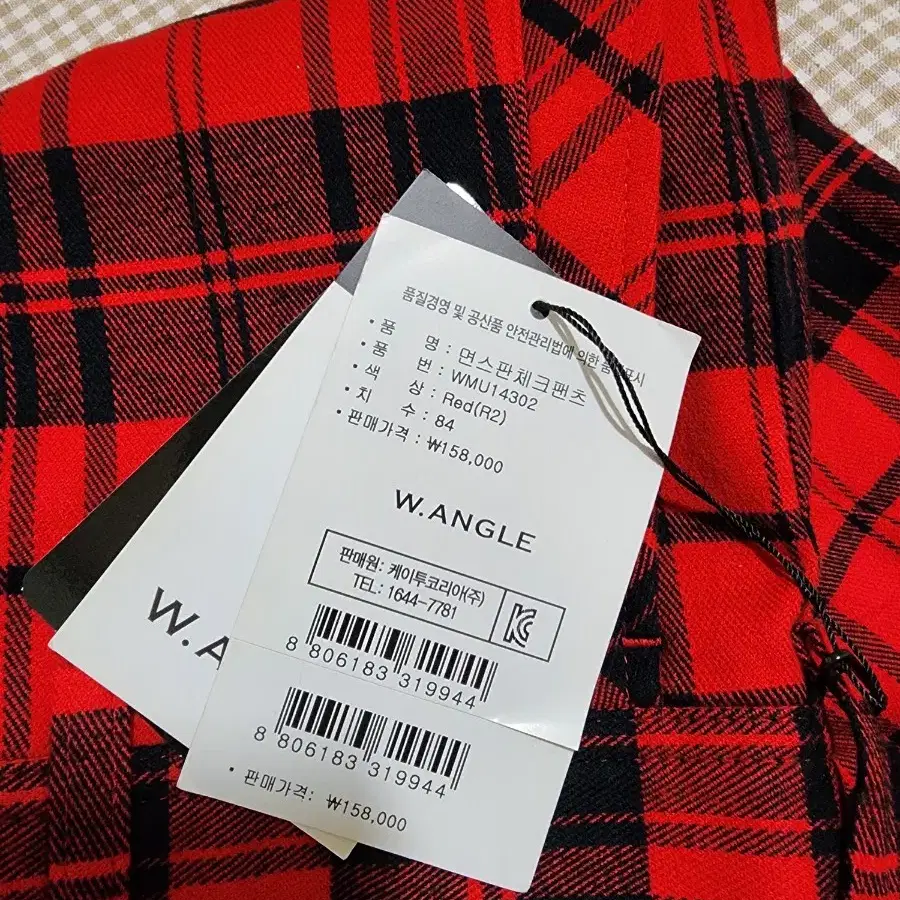 품질경영 및 공산품 안전관리법에 의한 품질표시
• 품 명 : 면스판체크팬츠
• 품 번 : WMU14302
• 색 상 : Red(R2)
• 치 수 : 84
• 판매가격 : ₩158,000
W.ANGLE
판매원: 케이투코리아(주)
TEL.: 1644-7781
8 806183 319944
8 806183 319944
• 판매가격: ₩158,000
W.A